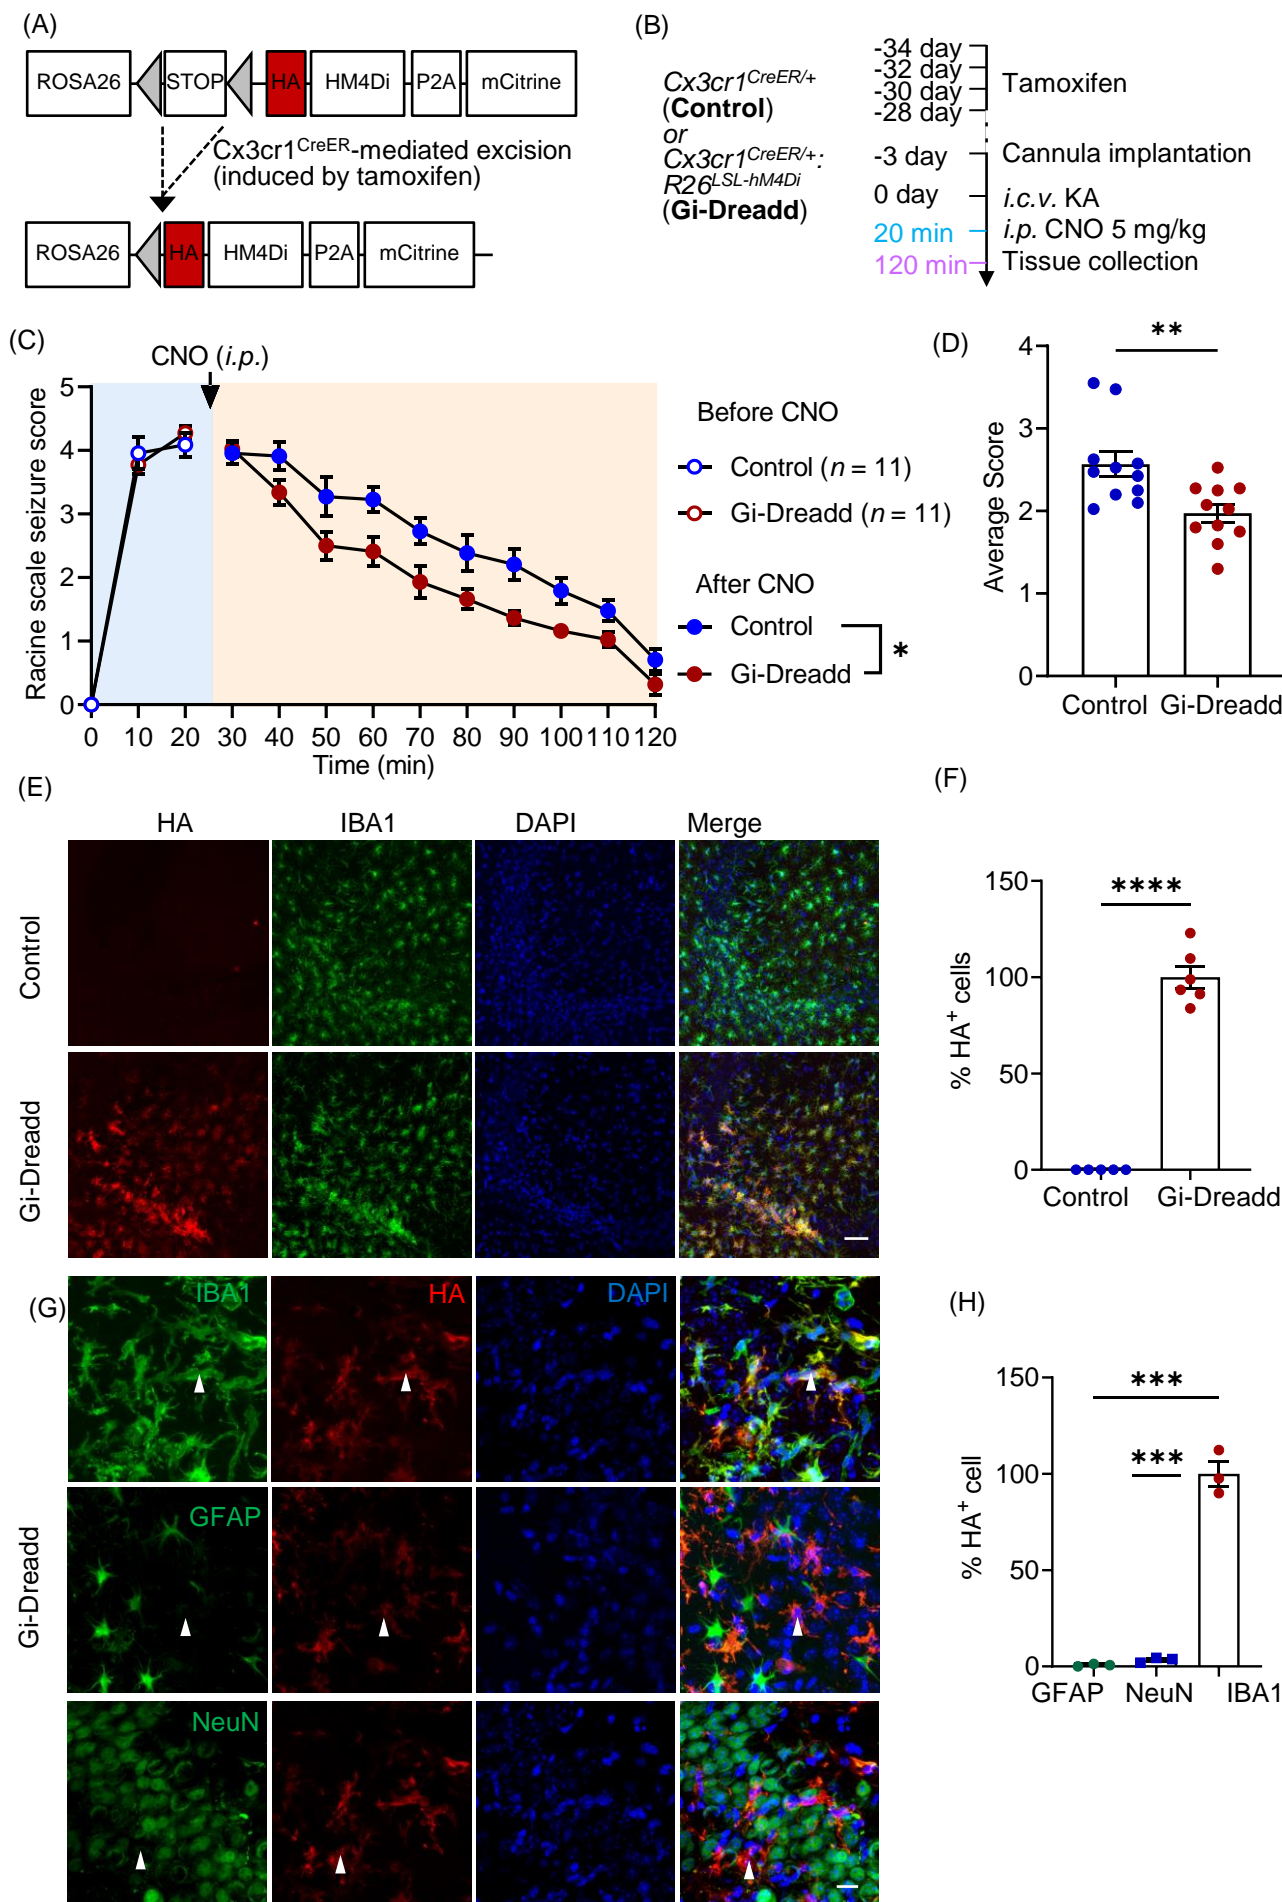 (A)
ROSA26 STOP HA HM4Di P2A mCitrine
Cx3cr1CreER-mediated excision
(induced by tamoxifen)
ROSA26 HA HM4Di P2A mCitrine
(B)
Cx3cr1CreER/+
(Control)
or
Cx3cr1CreER/+:
R26LSL-hM4Di
(Gi-Dreadd)
-34 day
-32 day
-30 day
-28 day
Tamoxifen
-3 day Cannula implantation
0 day i.c.v. KA
20 min i.p. CNO 5 mg/kg
120 min Tissue collection
(C)
CNO (i.p.)
Racine scale seizure score
5
4
3
2
1
0
0 10 20 30 40 50 60 70 80 90 100 110 120
Time (min)
Before CNO
Control (n = 11)
Gi-Dreadd (n = 11)
After CNO
Control
Gi-Dreadd
*
(D)
**
Average Score
4
3
2
1
0
Control Gi-Dreadd
(E)
HA IBA1 DAPI Merge
Control
Gi-Dreadd
(F)
****
% HA+ cells
150
100
50
0
Control Gi-Dreadd
(G)
Gi-Dreadd
IBA1 HA DAPI
GFAP
NeuN
(H)
***
***
% HA+ cell
150
100
50
0
GFAP NeuN IBA1